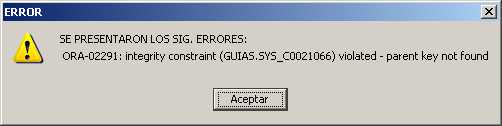 ERROR
SE PRESENTARON LOS SIG. ERRORES:
ORA-02291: integrity constraint (GUIAS.SYS_C0021066) violated - parent key not found
Aceptar